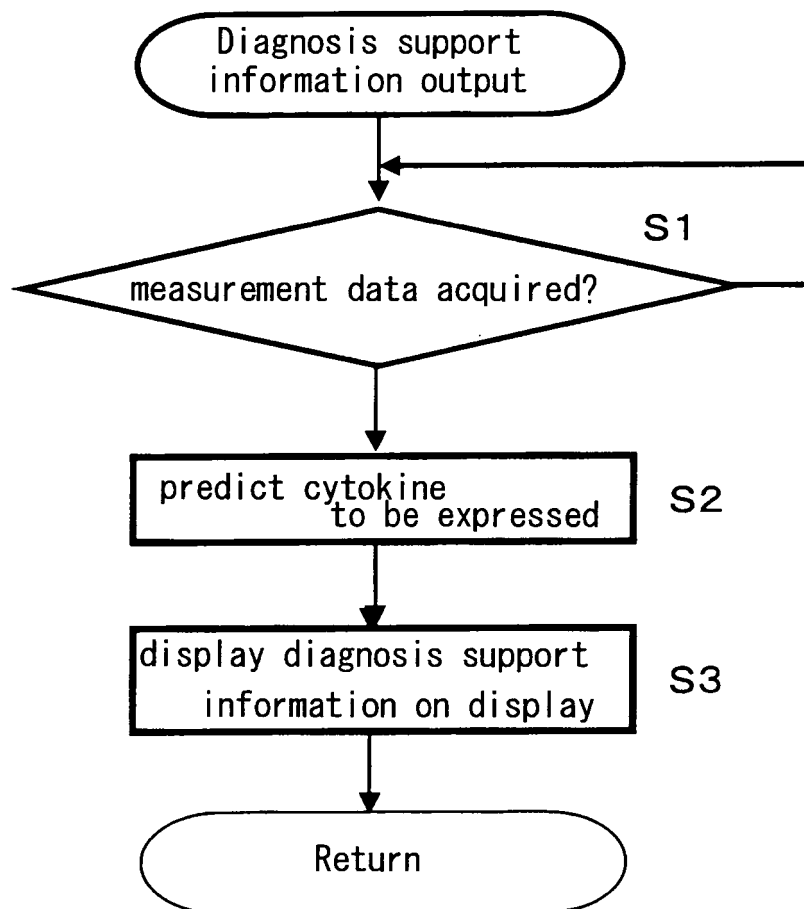 Diagnosis support
information output
S1
measurement data acquired?
predict cytokine
to be expressed
S2
display diagnosis support
information on display
S3
Return